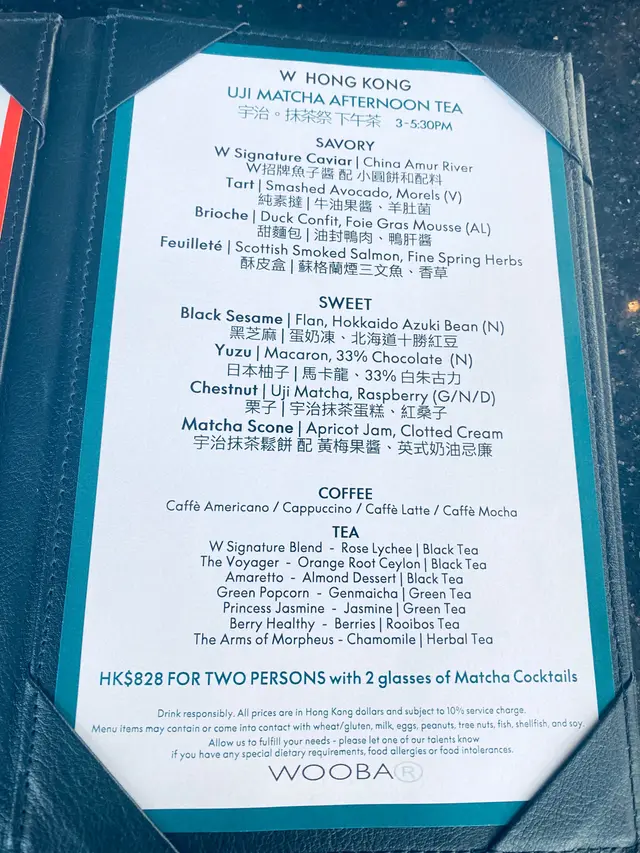 W HONG KONG
UJI MATCHA AFTERNOON TEA
宇治。抹茶祭 下午茶 3-5:30PM
SAVORY
W Signature Caviar | China Amur River
W招牌魚子醬 配 小圓餅和配料
Tart | Smashed Avocado, Morels (V)
純素撻 | 牛油果醬、羊肚菌
Brioche | Duck Confit, Foie Gras Mousse (AL)
甜麵包 | 油封鴨肉、鴨肝醬
Feuilleté | Scottish Smoked Salmon, Fine Spring Herbs
酥皮盒 | 蘇格蘭煙三文魚、香草
SWEET
Black Sesame | Flan, Hokkaido Azuki Bean (N)
黑芝麻 | 蛋奶凍、北海道十勝紅豆
Yuzu | Macaron, 33% Chocolate (N)
日本柚子 | 馬卡龍、33% 白朱古力
Chestnut | Uji Matcha, Raspberry (G/N/D)
栗子 | 宇治抹茶蛋糕、紅桑子
Matcha Scone | Apricot Jam, Clotted Cream
宇治抹茶鬆餅 配 黃梅果醬、英式奶油忌廉
COFFEE
Caffè Americano / Cappuccino / Caffè Latte / Caffè Mocha
TEA
W Signature Blend - Rose Lychee | Black Tea
The Voyager - Orange Root Ceylon | Black Tea
Amaretto - Almond Dessert | Black Tea
Green Popcorn - Genmaicha | Green Tea
Princess Jasmine - Jasmine | Green Tea
Berry Healthy - Berries | Rooibos Tea
The Arms of Morpheus - Chamomile | Herbal Tea
HK$828 FOR TWO PERSONS with 2 glasses of Matcha Cocktails
Drink responsibly. All prices are in Hong Kong dollars and subject to 10% service charge.
Menu items may contain or come into contact with wheat/gluten, milk, eggs, peanuts, tree nuts, fish, shellfish, and soy.
Allow us to fulfill your needs - please let one of our talents know
if you have any special dietary requirements, food allergies or food intolerances.
WOOBAR